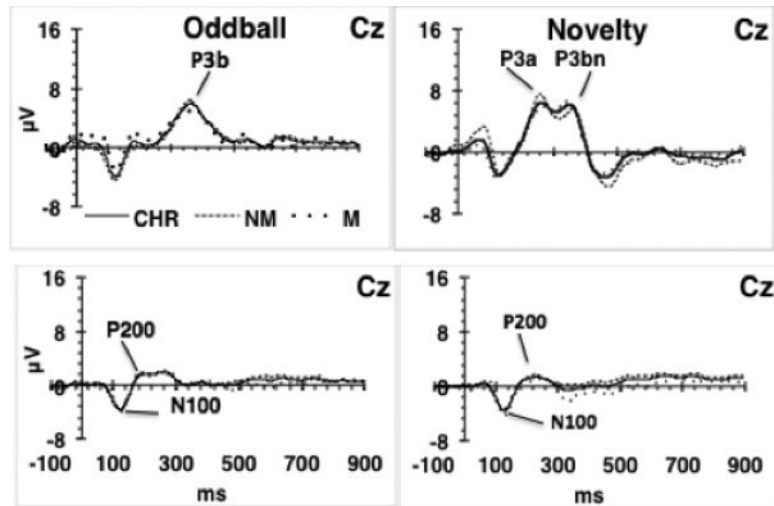 16 Oddball Cz
P3b
8
µV
0
-8
CHR NM M
16 Novelty Cz
P3a P3bn
8
0
-8
16 Cz
8
P200
µV
0
N100
-8
-100 100 300 500 700 900
ms
16 Cz
8
P200
0
N100
-8
-100 100 300 500 700 900
ms